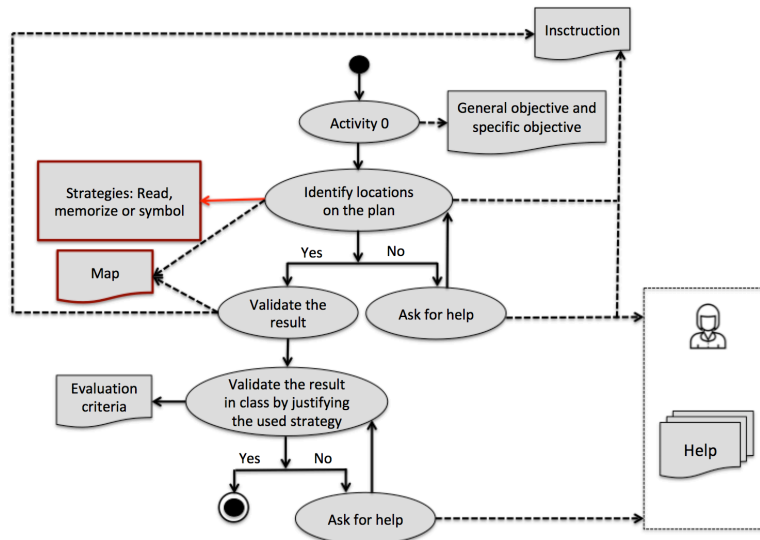 Insctruction
Activity 0
General objective and
specific objective
Strategies: Read,
memorize or symbol
Identify locations
on the plan
Yes
No
Map
Validate the
result
Ask for help
Evaluation
criteria
Validate the result
in class by justifying
the used strategy
Help
Yes
No
Ask for help